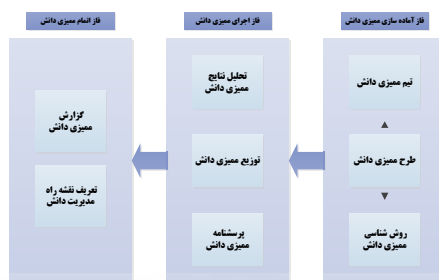 فاز آماده سازی ممیزی دانش
تیم ممیزی دانش
طرح ممیزی دانش
روش شناسی
ممیزی دانش
فاز اجرای ممیزی دانش
تحلیل نتایج
ممیزی دانش
توزیع ممیزی دانش
پرسشنامه
ممیزی دانش
فاز اتمام ممیزی دانش
گزارش
ممیزی دانش
تعریف نقشه راه
مدیریت دانش